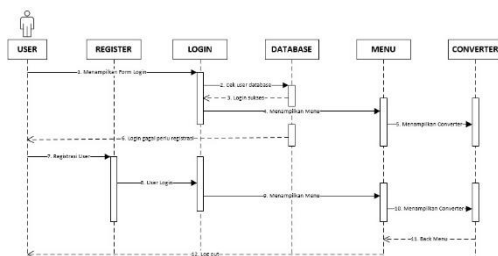 USER
REGISTER
LOGIN
DATABASE
MENU
CONVERTER
1. Menampilkan Form Login
2. Cek user database
3. Login sukses
4. Menampilkan Menu
5. Menampilkan Converter
6. Login gagal perlu registrasi
7. Registrasi User
8. User Login
9. Menampilkan Menu
10. Menampilkan Converter
11. Back Menu
12. Log out